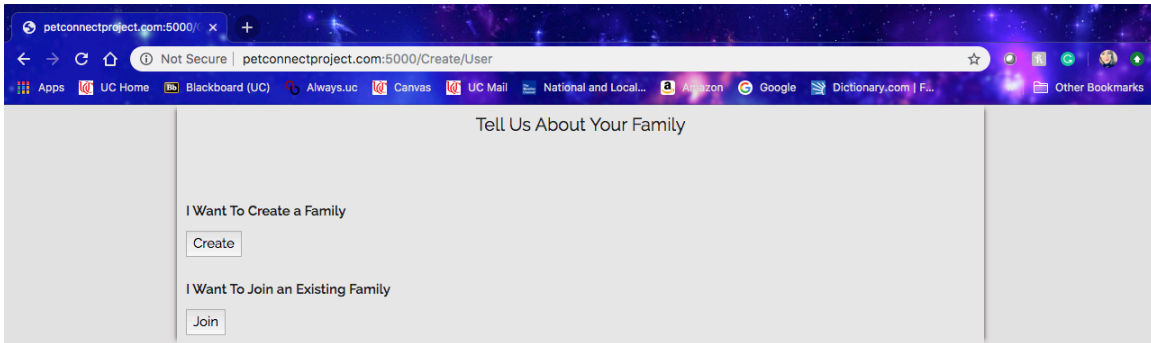 petconnectproject.com:5000/
Not Secure | petconnectproject.com:5000/Create/User
Apps UC Home Bb Blackboard (UC) Always.uc Canvas UC Mail National and Local... a Amazon Google Dictionary.com | F... Other Bookmarks
Tell Us About Your Family
I Want To Create a Family
Create
I Want To Join an Existing Family
Join